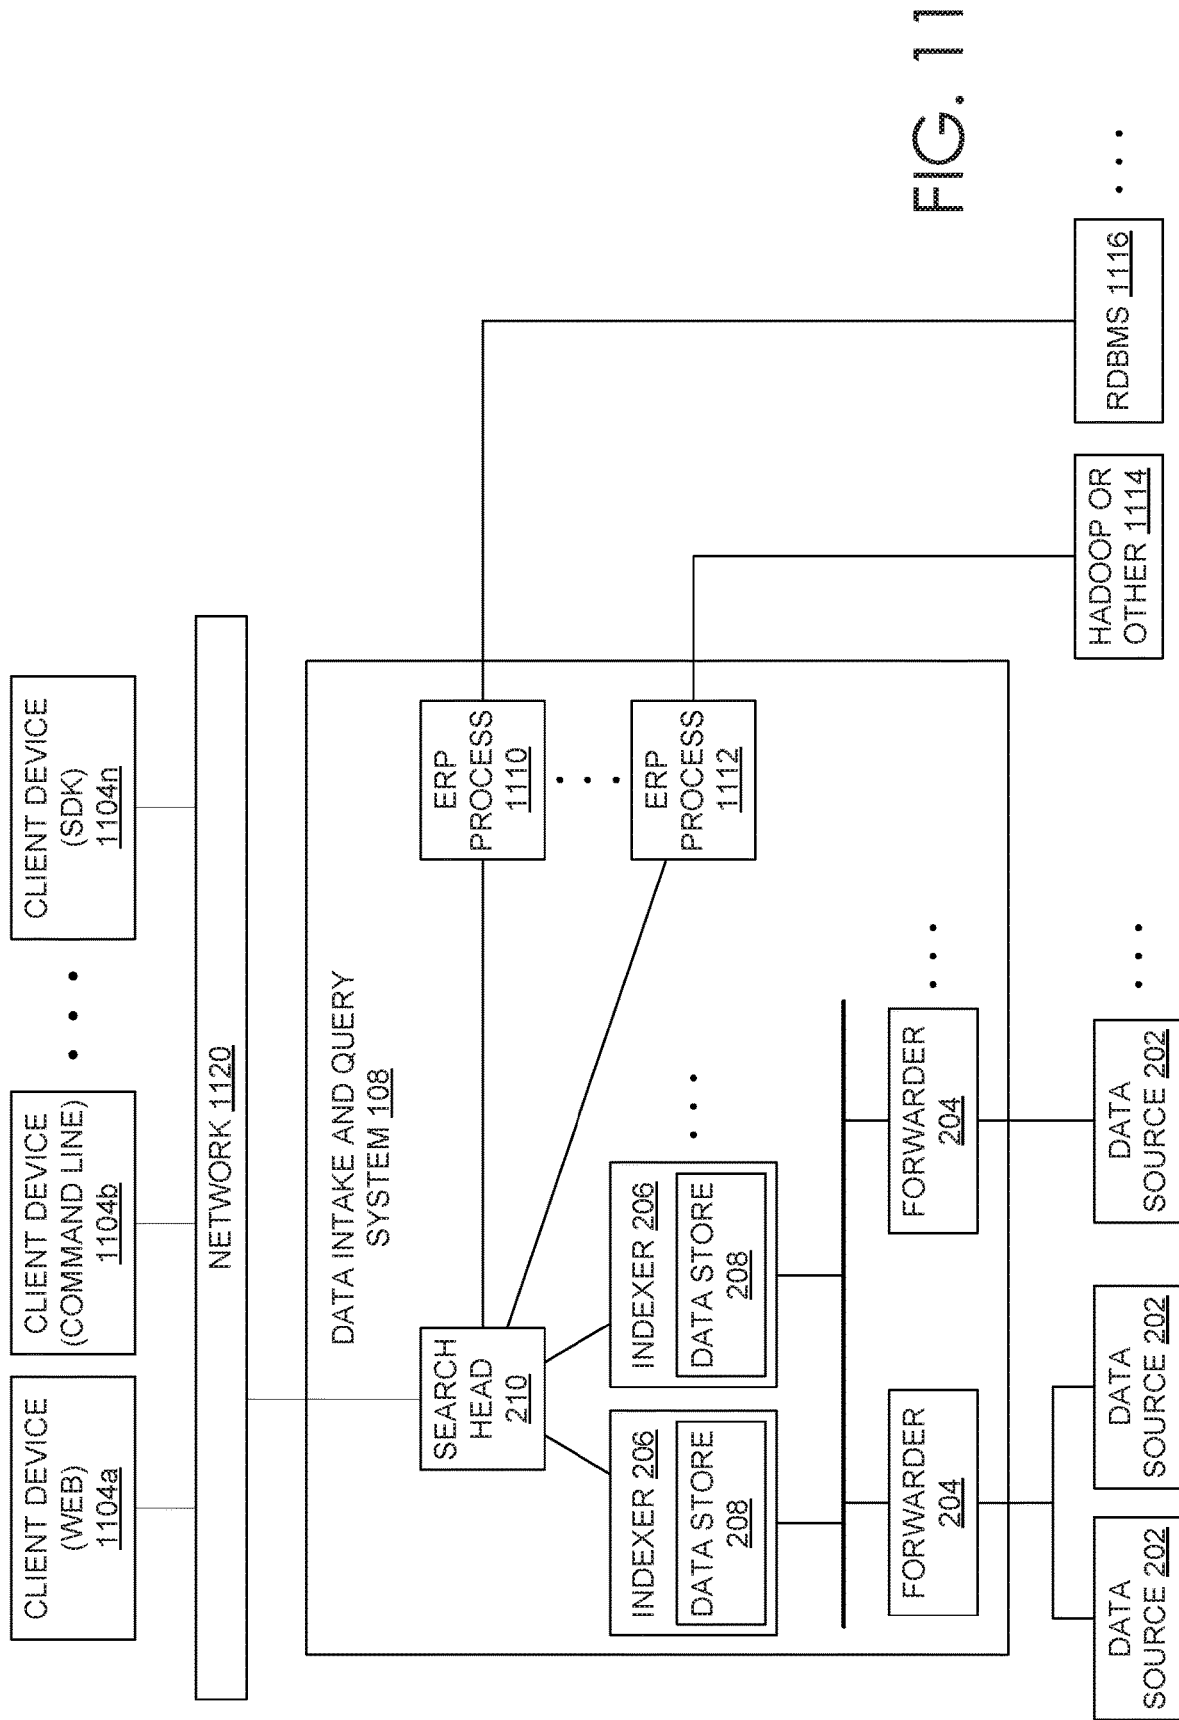 CLIENT DEVICE
(WEB)
1104a
CLIENT DEVICE
(COMMAND LINE)
1104b
CLIENT DEVICE
(SDK)
1104n
NETWORK 1120
DATA INTAKE AND QUERY
SYSTEM 108
SEARCH
HEAD
210
ERP
PROCESS
1110
ERP
PROCESS
1112
INDEXER 206
DATA STORE
208
INDEXER 206
DATA STORE
208
FORWARDER
204
FORWARDER
204
DATA
SOURCE 202
DATA
SOURCE 202
DATA
SOURCE 202
HADOOP OR
OTHER 1114
RDBMS 1116
FIG. 11